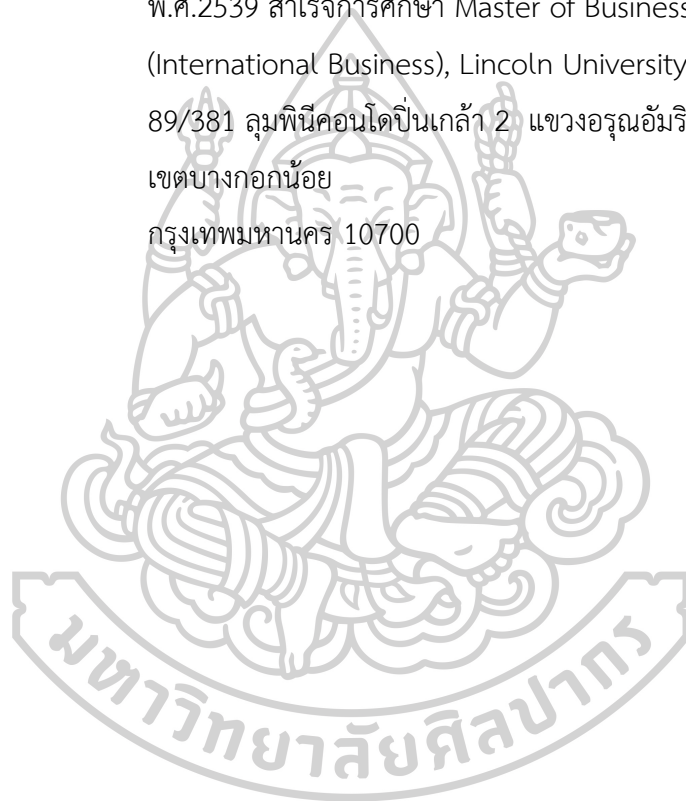 พ.ศ.2539 สำเร็จการศึกษา Master of Business
(International Business), Lincoln University
89/381 ลุมพินีคอนโดปิ่นเกล้า 2 แขวงอรุณอัมริ
เขตบางกอกน้อย
กรุงเทพมหานคร 10700
มหาวิทยาลัยศิลปากร